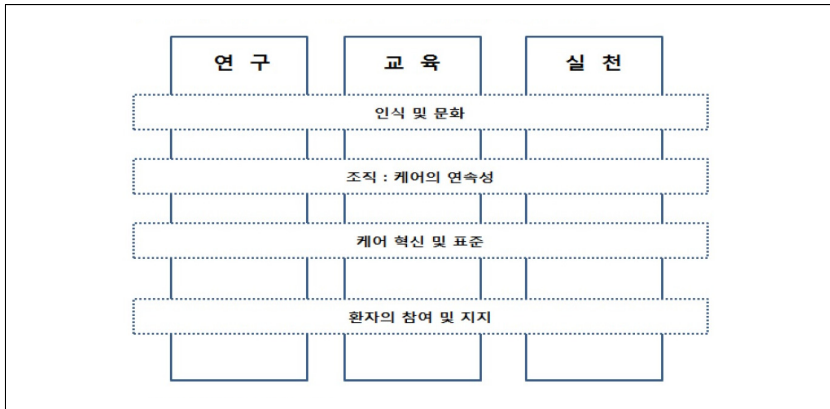 연 구
교 육
실 천
인식 및 문화
조직 : 케어의 연속성
케어 혁신 및 표준
환자의 참여 및 지지